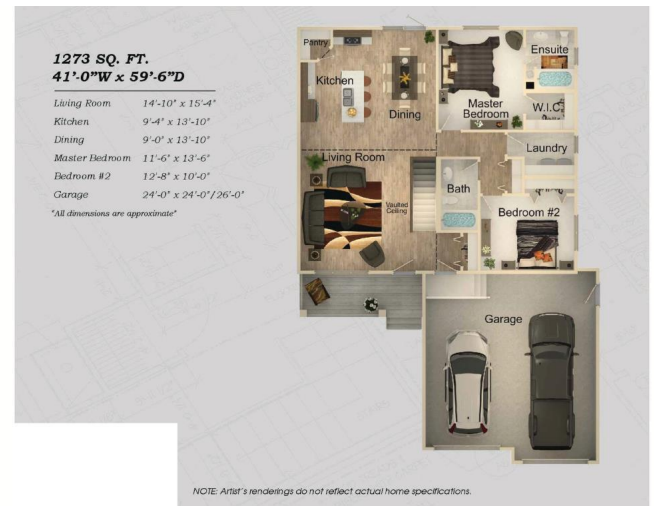 1273 SQ. FT.
41'-0"W x 59'-6"D
Living Room 14'-10" x 15'-4"
Kitchen 9'-4" x 13'-10"
Dining 9'-0" x 13'-10"
Master Bedroom 11'-6" x 13'-6"
Bedroom #2 12'-8" x 10'-0"
Garage 24'-0" x 24'-0"/26'-0"
"All dimensions are approximate"
Pantry
Ensuite
Kitchen
Dining
Master
Bedroom
W.I.C.
Laundry
Living Room
Bath
Vaulted
Ceiling
Bedroom #2
Garage
NOTE: Artist's renderings do not reflect actual home specifications.